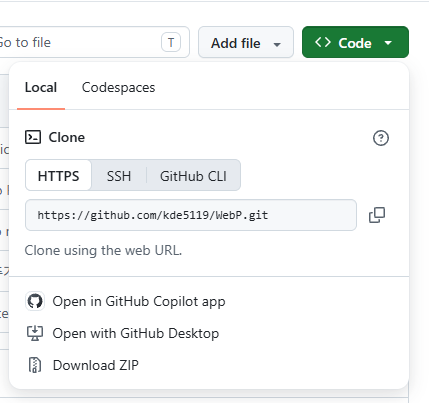 Go to file
T
Add file
Code
Local
Codespaces
Clone
HTTPS
SSH
GitHub CLI
https://github.com/kde5119/WebP.git
Clone using the web URL.
Open in GitHub Copilot app
Open with GitHub Desktop
Download ZIP